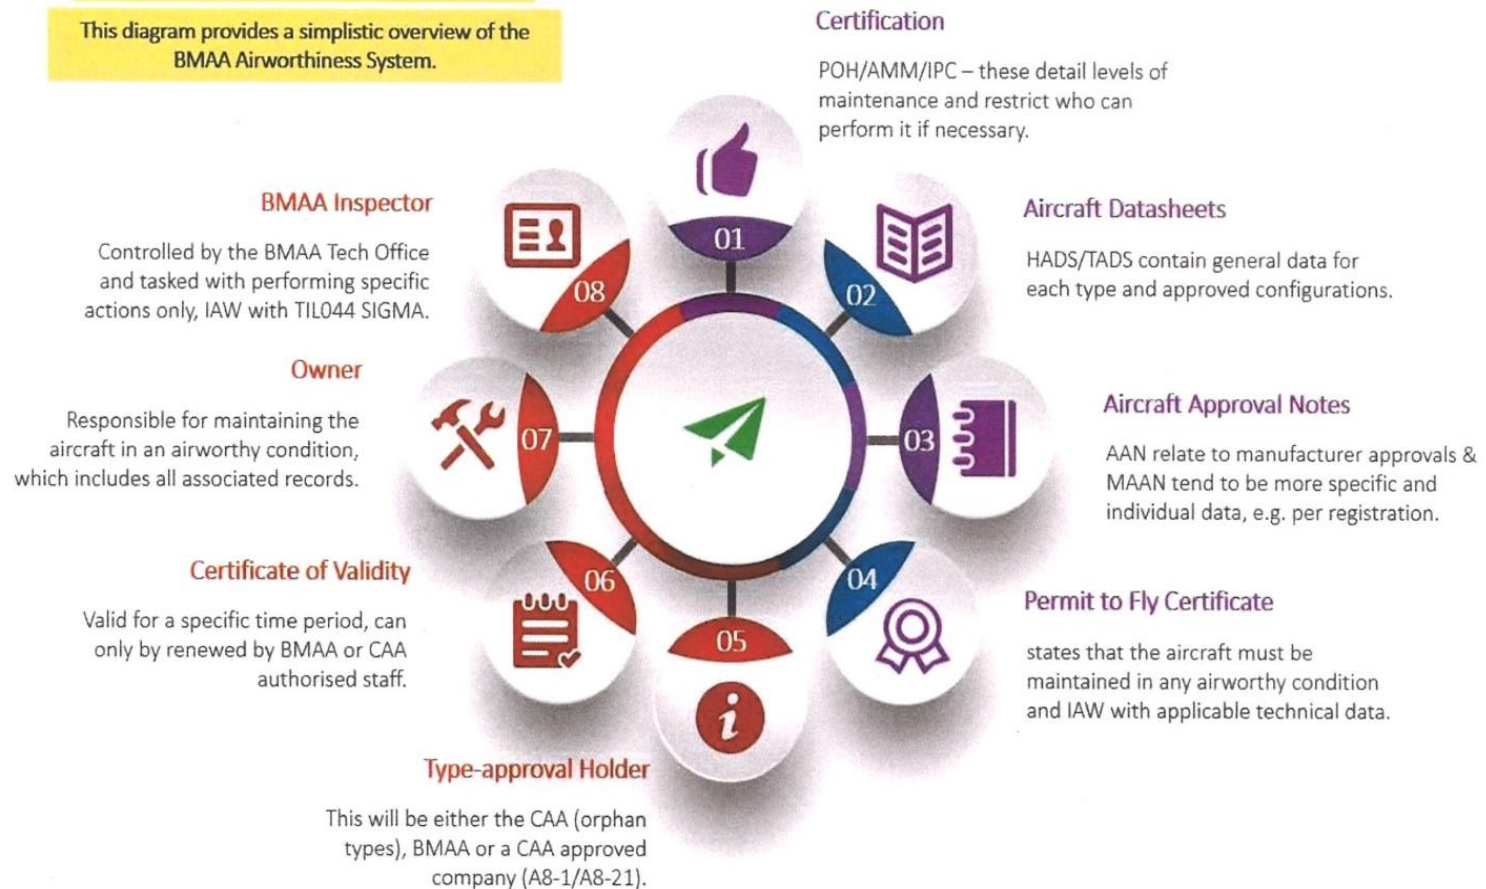 This diagram provides a simplistic overview of the
BMAA Airworthiness System.
Certification
POH/AMM/IPC – these detail levels of
maintenance and restrict who can
perform it if necessary.
01
Aircraft Datasheets
HADS/TADS contain general data for
each type and approved configurations.
02
Aircraft Approval Notes
AAN relate to manufacturer approvals &
MAAN tend to be more specific and
individual data, e.g. per registration.
03
Permit to Fly Certificate
states that the aircraft must be
maintained in any airworthy condition
and IAW with applicable technical data.
04
05
Type-approval Holder
This will be either the CAA (orphan
types), BMAA or a CAA approved
company (A8-1/A8-21).
06
Certificate of Validity
Valid for a specific time period, can
only by renewed by BMAA or CAA
authorised staff.
07
Owner
Responsible for maintaining the
aircraft in an airworthy condition,
which includes all associated records.
08
BMAA Inspector
Controlled by the BMAA Tech Office
and tasked with performing specific
actions only, IAW with TIL044 SIGMA.